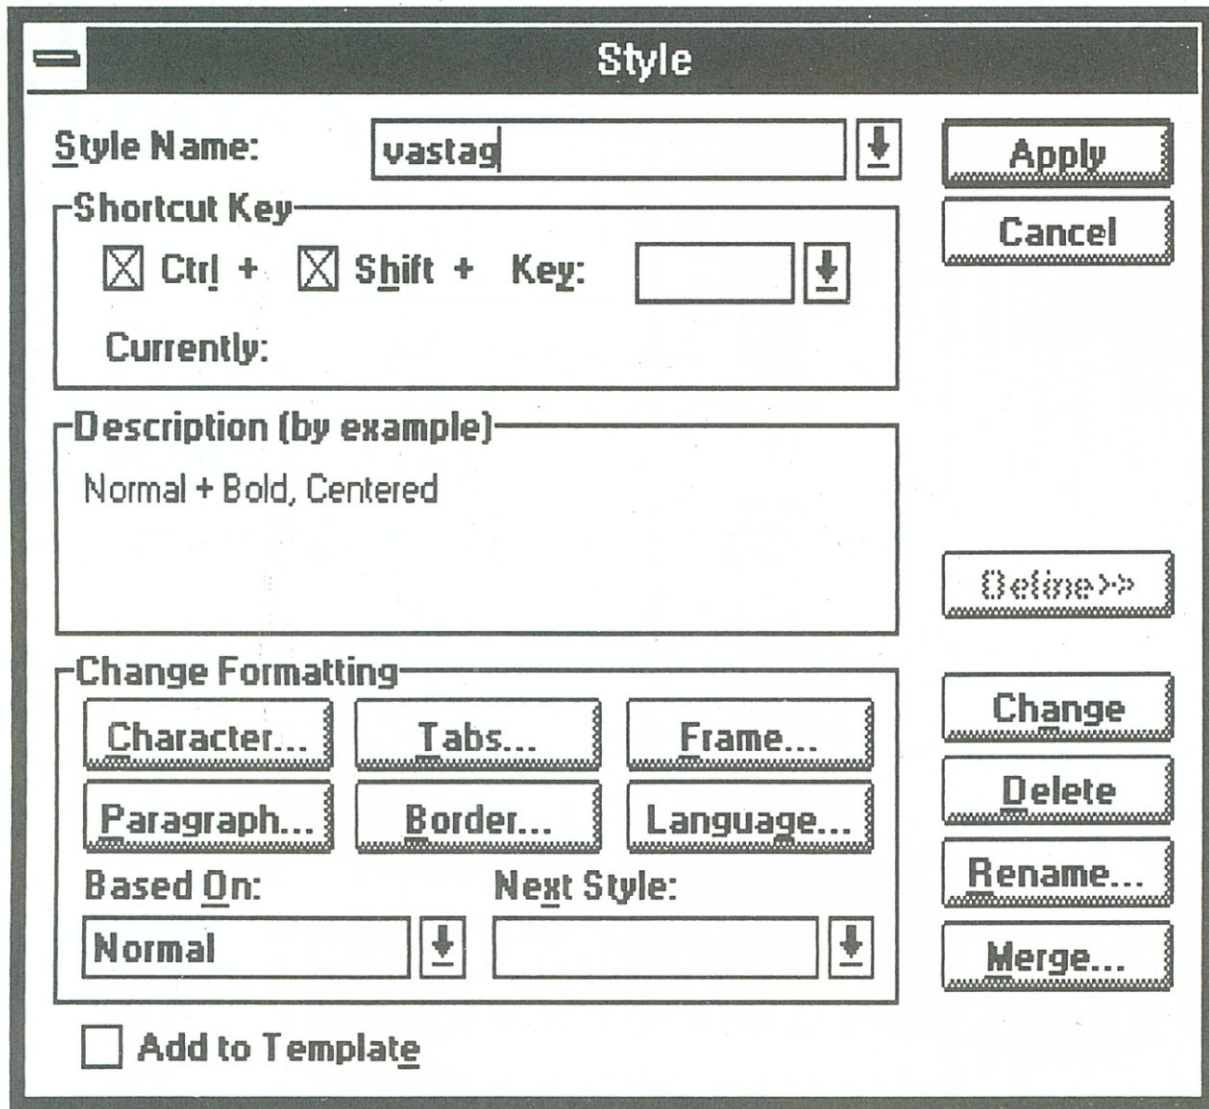 Style
Style Name: vastag
Apply
Shortcut Key
Cancel
Ctrl + Shift + Key:
Currently:
Description (by example)
Normal + Bold, Centered
Define>>
Change Formatting
Character... Tabs... Frame...
Change
Paragraph... Border... Language...
Delete
Based On: Next Style:
Rename...
Normal
Merge...
Add to Template